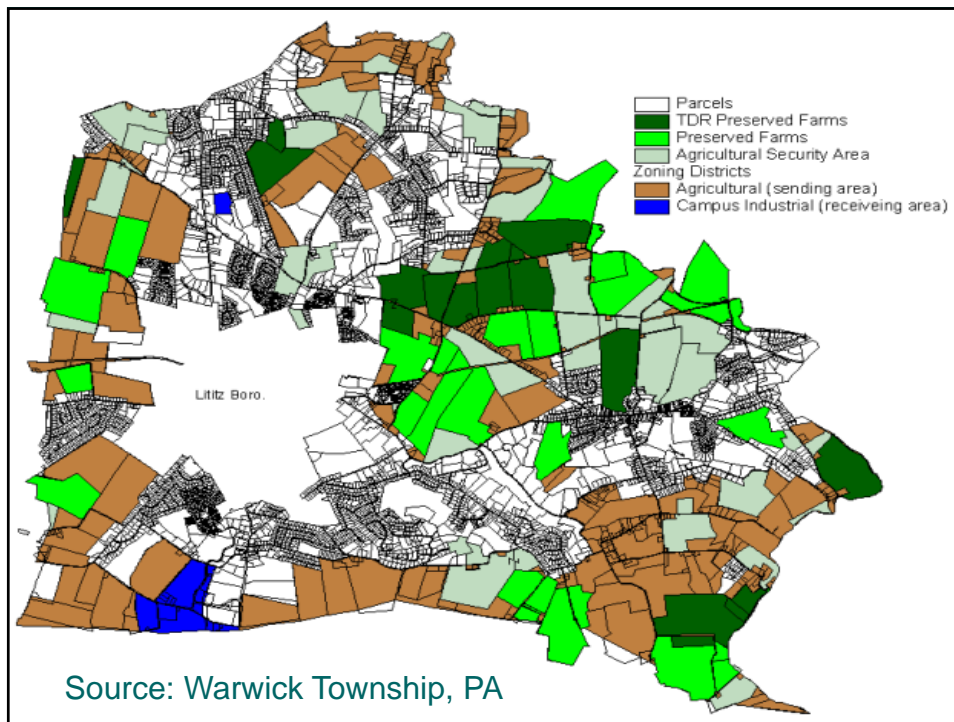 Parcels
TDR Preserved Farms
Preserved Farms
Agricultural Security Area
Zoning Districts
Agricultural (sending area)
Campus Industrial (receiveing area)
Lititz Boro.
Source: Warwick Township, PA